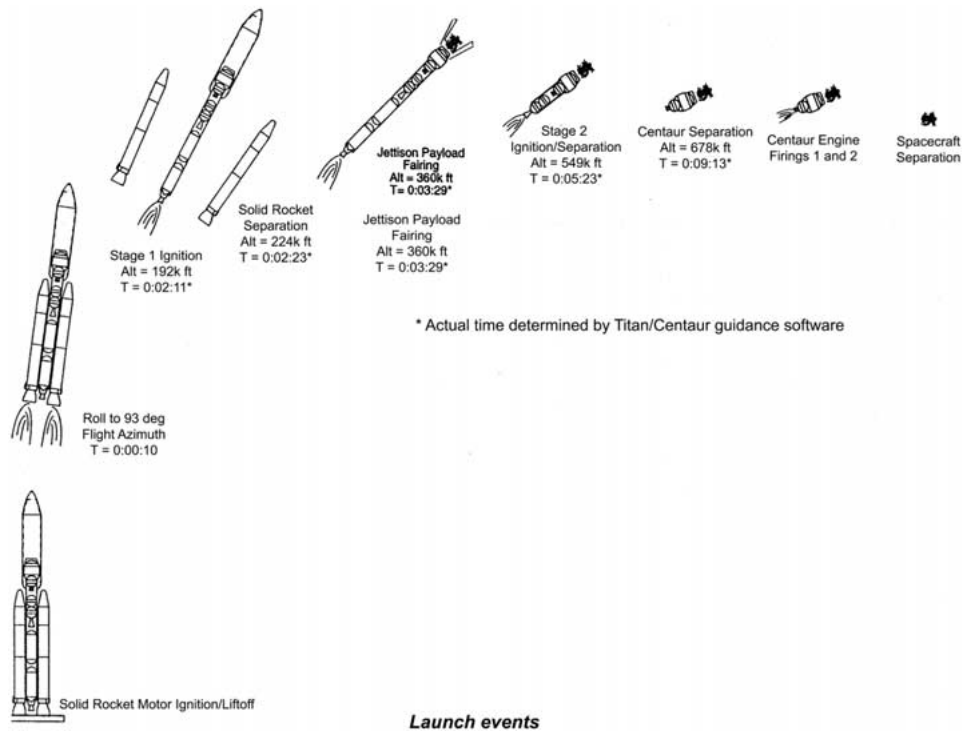 Jettison Payload
Fairing
Alt = 360k ft
T= 0:03:29*
Stage 2
Ignition/Separation
Alt = 549k ft
T = 0:05:23*
Centaur Separation
Alt = 678k ft
T = 0:09:13*
Centaur Engine
Firings 1 and 2
Spacecraft
Separation
Solid Rocket
Separation
Alt = 224k ft
T = 0:02:23*
Jettison Payload
Fairing
Alt = 360k ft
T = 0:03:29*
Stage 1 Ignition
Alt = 192k ft
T = 0:02:11*
* Actual time determined by Titan/Centaur guidance software
Roll to 93 deg
Flight Azimuth
T = 0:00:10
Solid Rocket Motor Ignition/Liftoff
Launch events